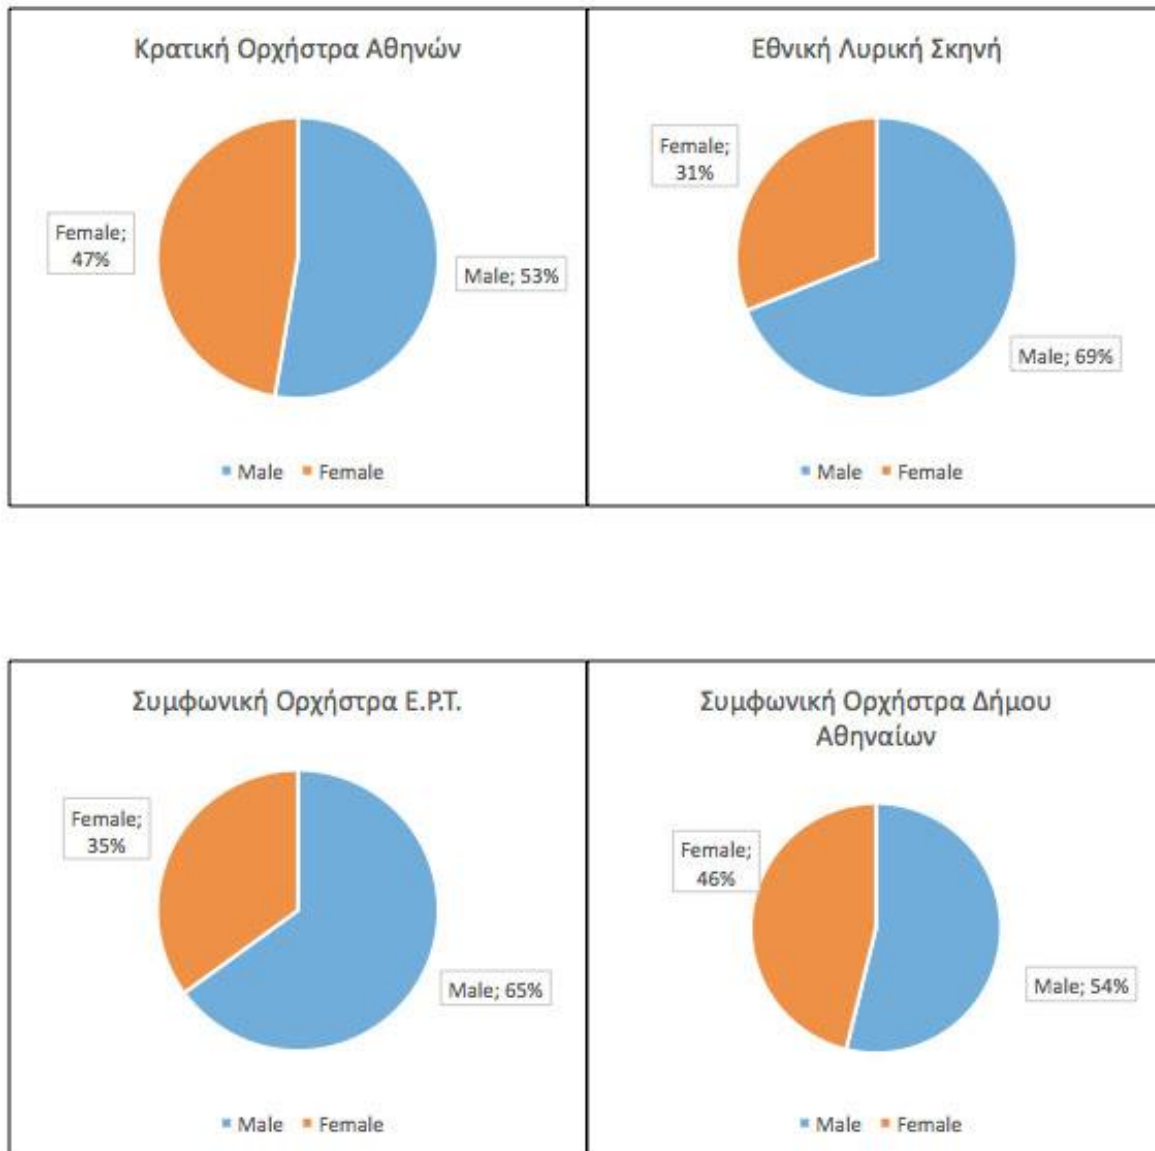 Κρατική Ορχήστρα Αθηνών
Female;
47%
Male; 53%
Male Female
Εθνική Λυρική Σκηνή
Female;
31%
Male; 69%
Male Female
Συμφωνική Ορχήστρα Ε.Ρ.Τ.
Female;
35%
Male; 65%
Male Female
Συμφωνική Ορχήστρα Δήμου
Αθηναίων
Female;
46%
Male; 54%
Male Female